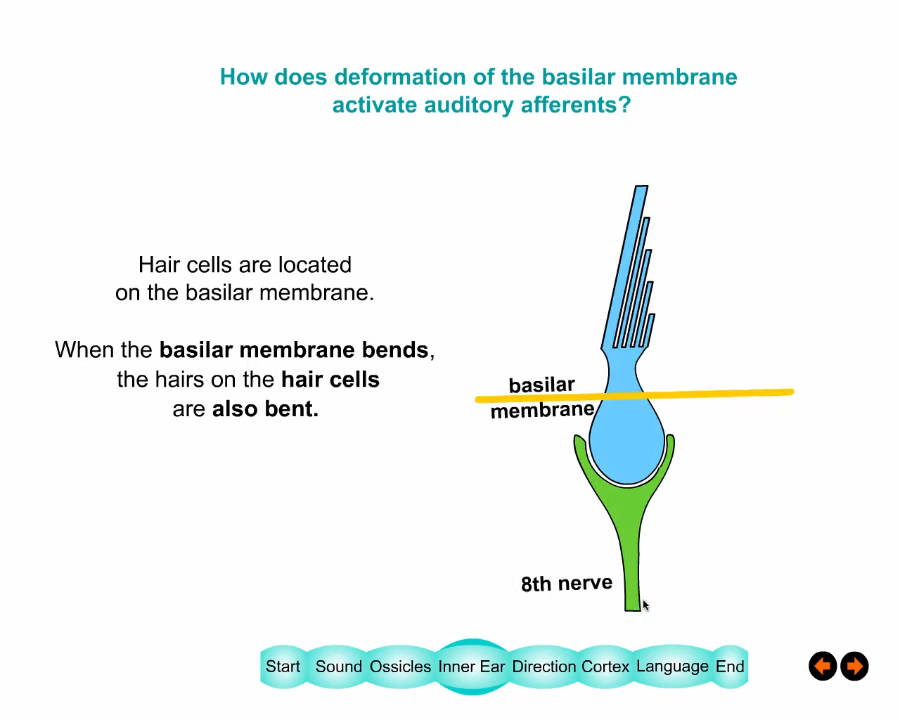 How does deformation of the basilar membrane
activate auditory afferents?
Hair cells are located
on the basilar membrane.
When the basilar membrane bends,
the hairs on the hair cells
are also bent.
basilar
membrane
8th nerve
Start Sound Ossicles Inner Ear Direction Cortex Language End